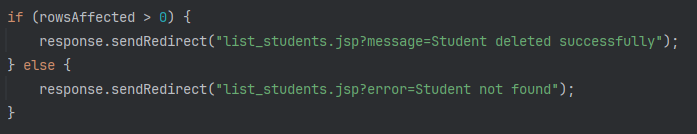 if (rowsAffected > 0) {
    response.sendRedirect("list_students.jsp?message=Student deleted successfully");
} else {
    response.sendRedirect("list_students.jsp?error=Student not found");
}